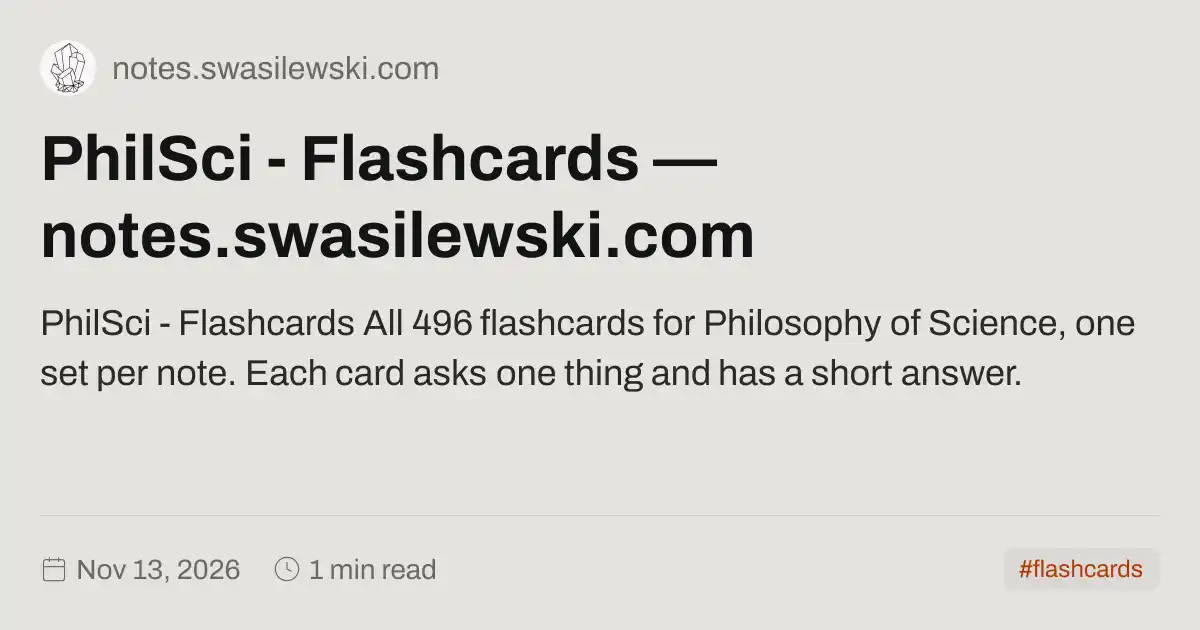 notes.swasilewski.com
PhilSci - Flashcards —
notes.swasilewski.com
PhilSci - Flashcards All 496 flashcards for Philosophy of Science, one
set per note. Each card asks one thing and has a short answer.
Nov 13, 2026
1 min read
#flashcards